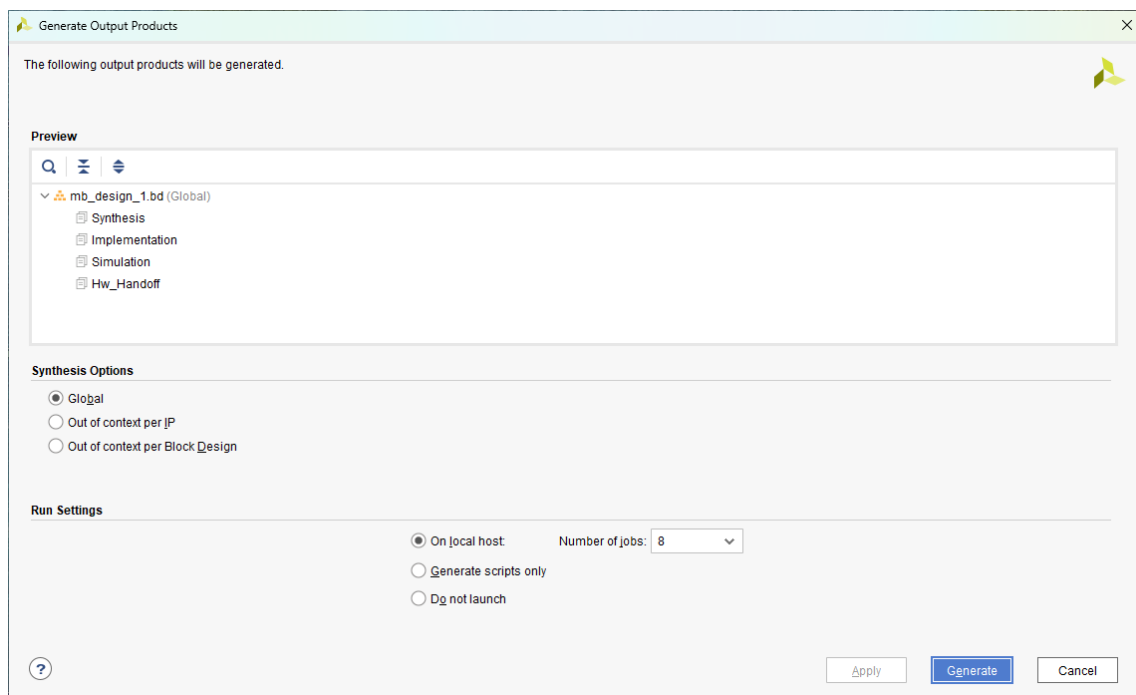 Generate Output Products
The following output products will be generated.
Preview
mb_design_1.bd (Global)
Synthesis
Implementation
Simulation
Hw_Handoff
Synthesis Options
Global
Out of context per IP
Out of context per Block Design
Run Settings
On local host: Number of jobs: 8
Generate scripts only
Do not launch
? Apply Generate Cancel